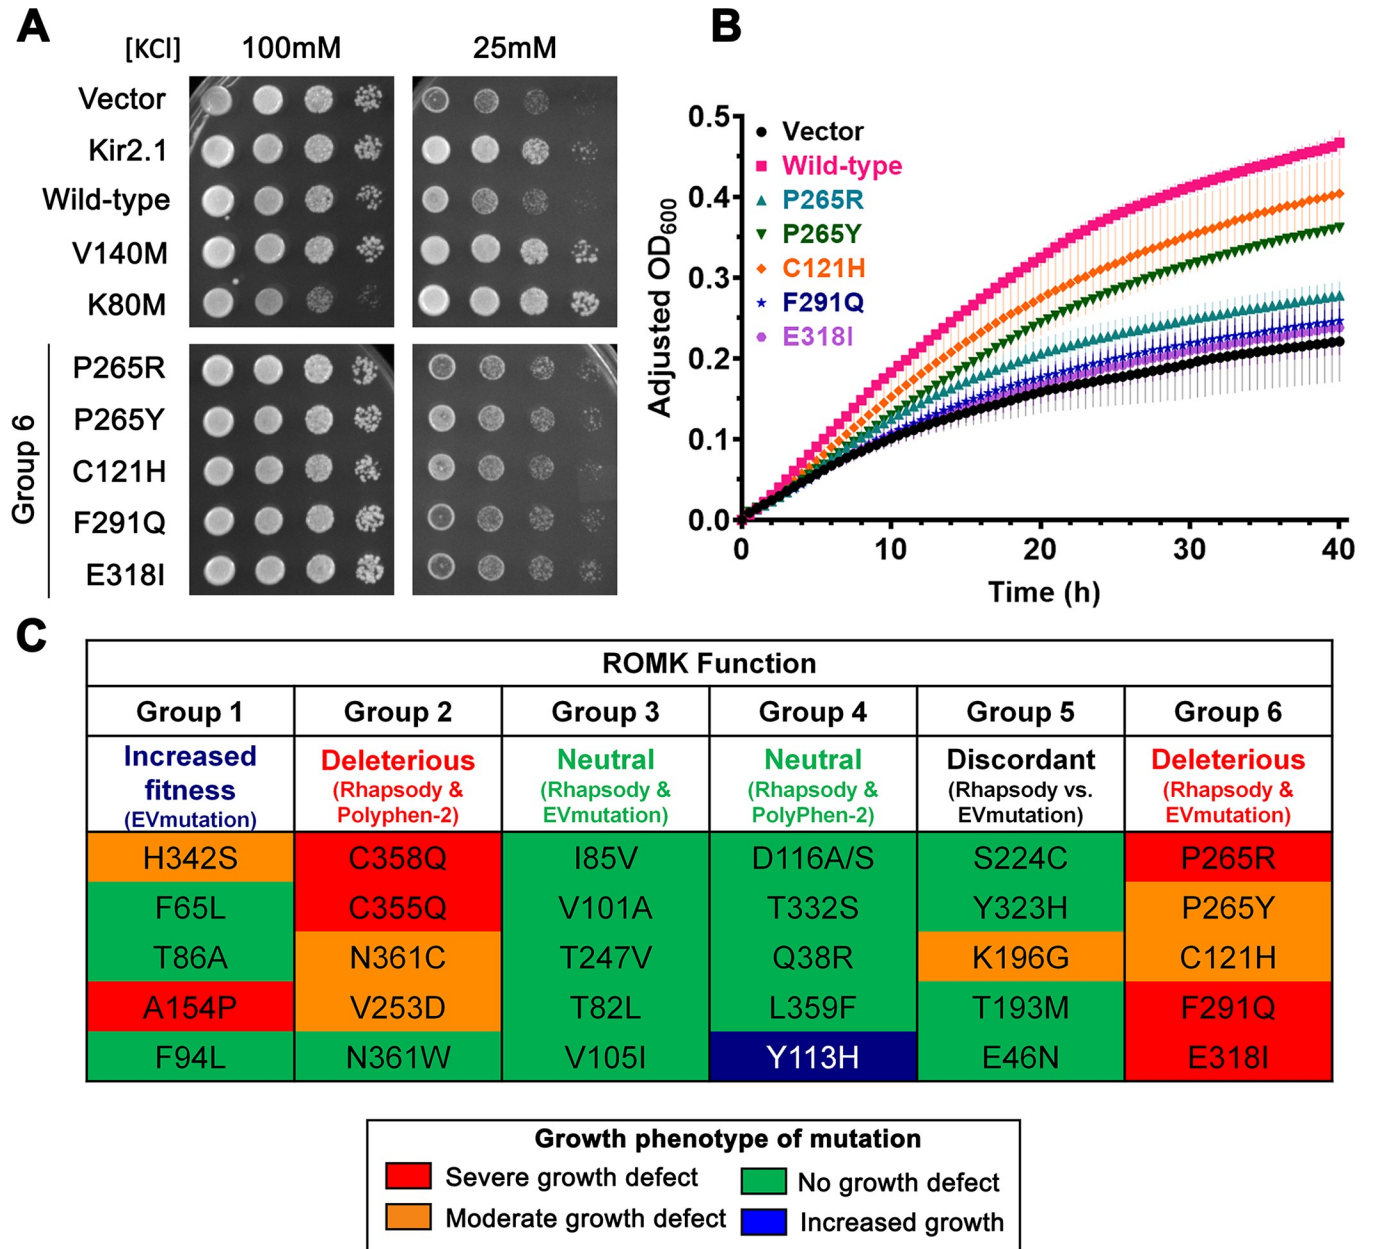 A
[KCl] 100mM 25mM
Vector
Kir2.1
Wild-type
V140M
K80M
Group 6
P265R
P265Y
C121H
F291Q
E318I
B
Adjusted OD600
0.5
0.4
0.3
0.2
0.1
0.0
Vector
Wild-type
P265R
P265Y
C121H
F291Q
E318I
0 10 20 30 40
Time (h)
C
ROMK Function
Group 1 Group 2 Group 3 Group 4 Group 5 Group 6
Increased fitness (EVmutation)
Deleterious (Rhapsody & Polyphen-2)
Neutral (Rhapsody & EVmutation)
Neutral (Rhapsody & PolyPhen-2)
Discordant (Rhapsody vs. EVmutation)
Deleterious (Rhapsody & EVmutation)
H342S C358Q I85V D116A/S S224C P265R
F65L C355Q V101A T332S Y323H P265Y
T86A N361C T247V Q38R K196G C121H
A154P V253D T82L L359F T193M F291Q
F94L N361W V105I Y113H E46N E318I
Growth phenotype of mutation
Severe growth defect No growth defect
Moderate growth defect Increased growth